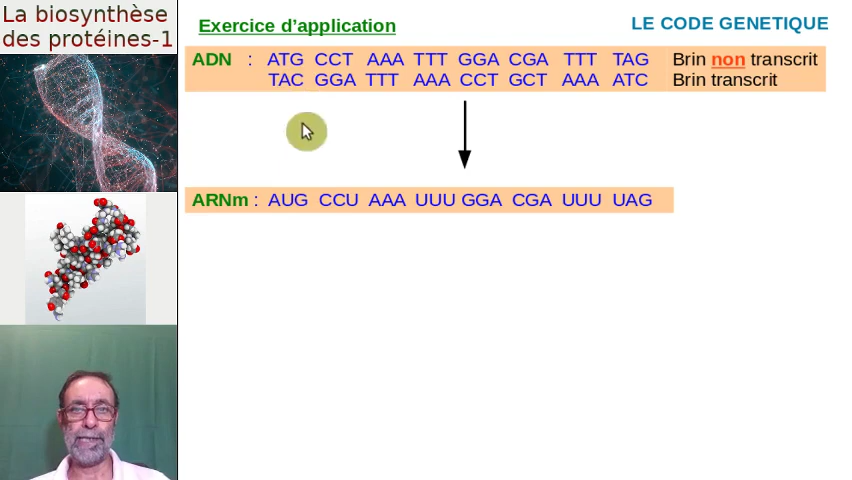 La biosynthèse
des protéines-1
Exercice d’application
LE CODE GENETIQUE
ADN : ATG CCT AAA TTT GGA CGA TTT TAG Brin non transcrit
TAC GGA TTT AAA CCT GCT AAA ATC Brin transcrit
ARNm : AUG CCU AAA UUU GGA CGA UUU UAG